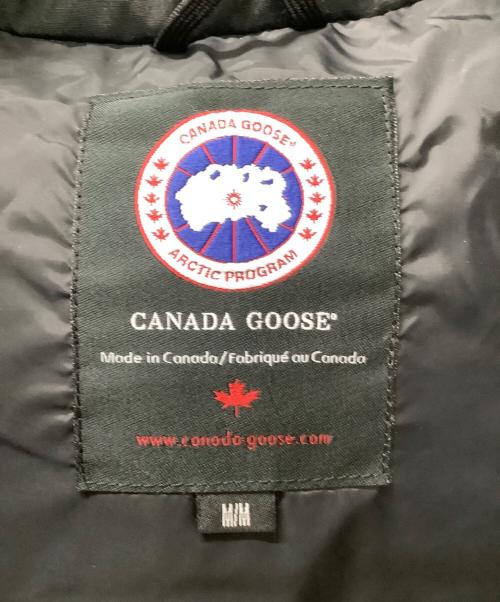 CANADA GOOSE®
ARCTIC PROGRAM
CANADA GOOSE®
Made in Canada/Fabriqué au Canada
www.canada-goose.com
M/M